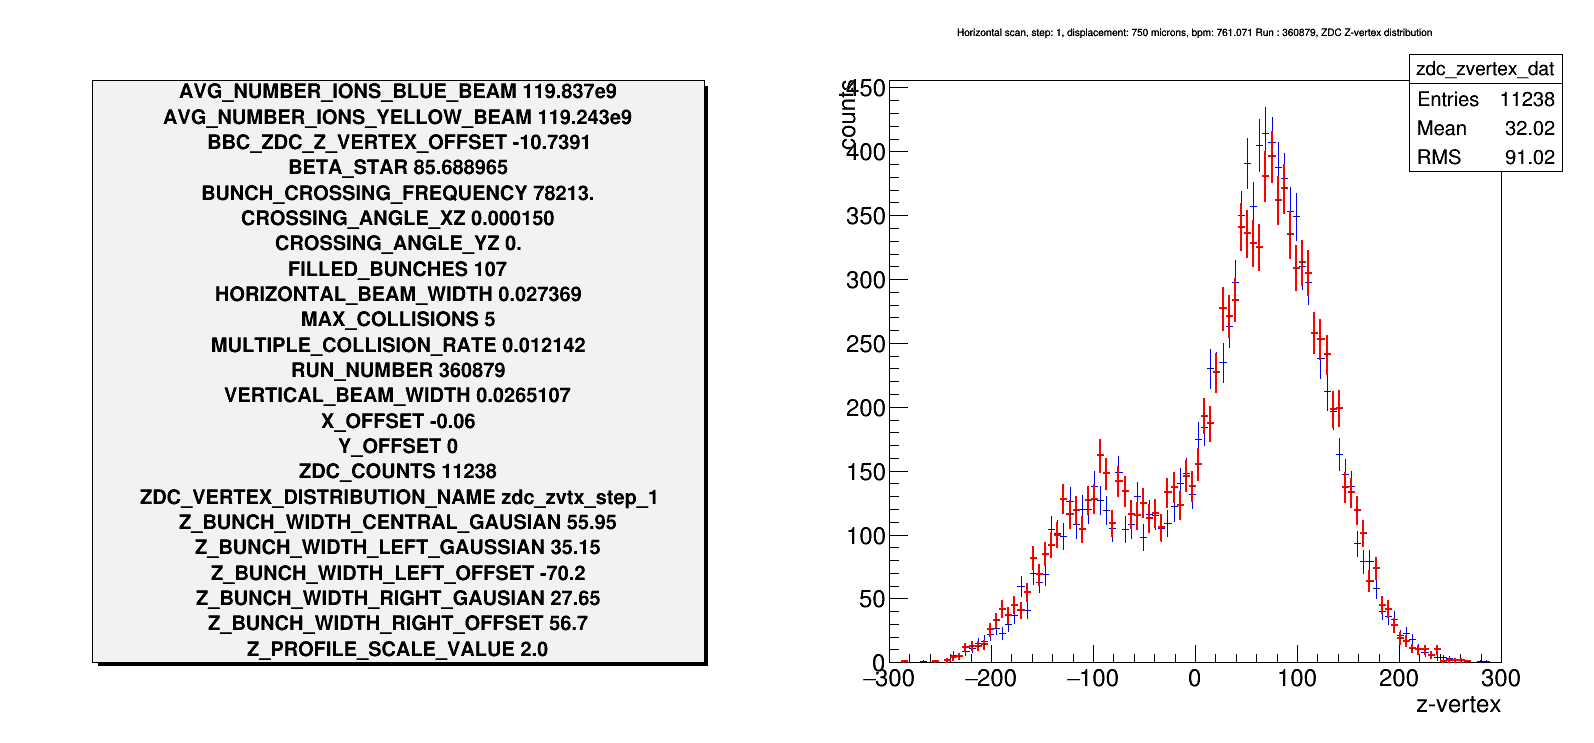 Horizontal scan, step: 1, displacement: 750 microns, bpm: 761.071 Run : 360879, ZDC Z-vertex distribution
AVG_NUMBER_IONS_BLUE_BEAM 119.837e9
AVG_NUMBER_IONS_YELLOW_BEAM 119.243e9
BBC_ZDC_Z_VERTEX_OFFSET -10.7391
BETA_STAR 85.688965
BUNCH_CROSSING_FREQUENCY 78213.
CROSSING_ANGLE_XZ 0.000150
CROSSING_ANGLE_YZ 0.
FILLED_BUNCHES 107
HORIZONTAL_BEAM_WIDTH 0.027369
MAX_COLLISIONS 5
MULTIPLE_COLLISION_RATE 0.012142
RUN_NUMBER 360879
VERTICAL_BEAM_WIDTH 0.0265107
X_OFFSET -0.06
Y_OFFSET 0
ZDC_COUNTS 11238
ZDC_VERTEX_DISTRIBUTION_NAME zdc_zvtx_step_1
Z_BUNCH_WIDTH_CENTRAL_GAUSIAN 55.95
Z_BUNCH_WIDTH_LEFT_GAUSSIAN 35.15
Z_BUNCH_WIDTH_LEFT_OFFSET -70.2
Z_BUNCH_WIDTH_RIGHT_GAUSIAN 27.65
Z_BUNCH_WIDTH_RIGHT_OFFSET 56.7
Z_PROFILE_SCALE_VALUE 2.0
counts
450
400
350
300
250
200
150
100
50
0
−300 −200 −100 0 100 200 300
z-vertex
zdc_zvertex_dat
Entries 11238
Mean 32.02
RMS 91.02